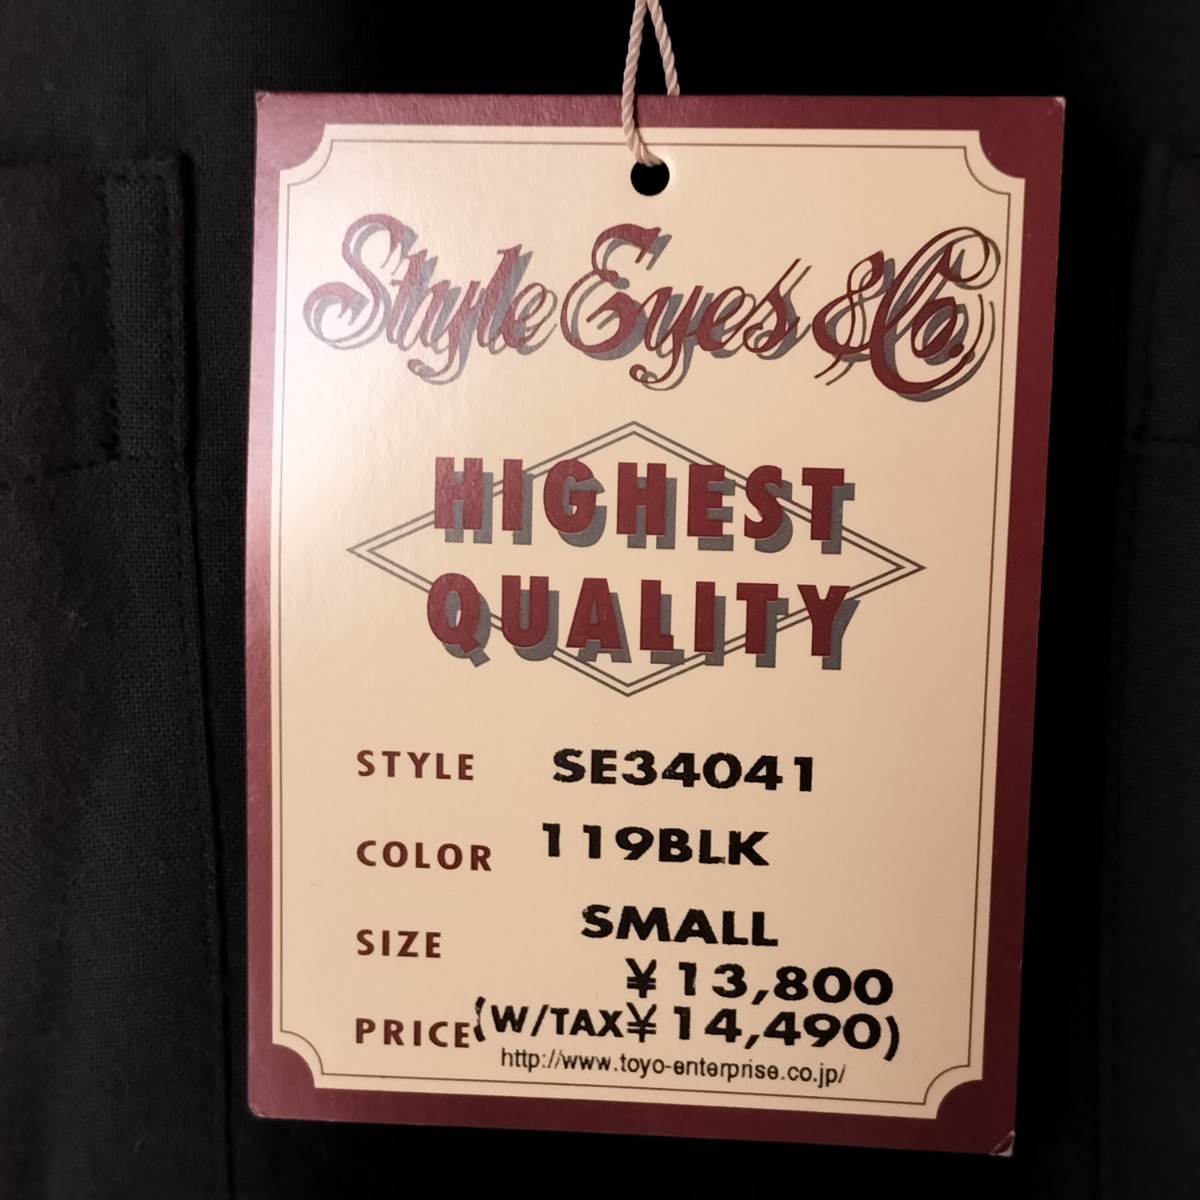 Style Eyes & Co.
HIGHEST
QUALITY
STYLE SE34041
COLOR 119BLK
SIZE SMALL
¥13,800
PRICE (W/TAX¥14,490)
http://www.toyo-enterprise.co.jp/